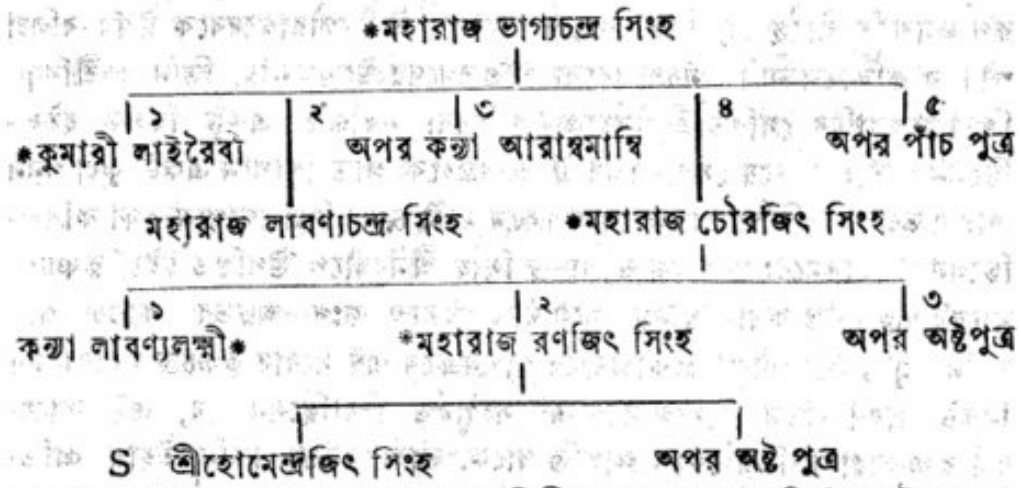 *মহারাজ ভাগ্যচন্দ্র সিংহ
১ ২ ৩ ৪ ৫
*কুমারী লাইরৈবী অপর কন্যা আরাম্বমাম্বি অপর পাঁচ পুত্র
মহারাজ লাবণ্যচন্দ্র সিংহ *মহারাজ চৌরজিৎ সিংহ
১ ২ ৩
কন্যা লাবণ্যলক্ষ্মী* *মহারাজ রণজিৎ সিংহ অপর অষ্টপুত্র
S শ্রীহোমেন্দ্রজিৎ সিংহ অপর অষ্ট পুত্র